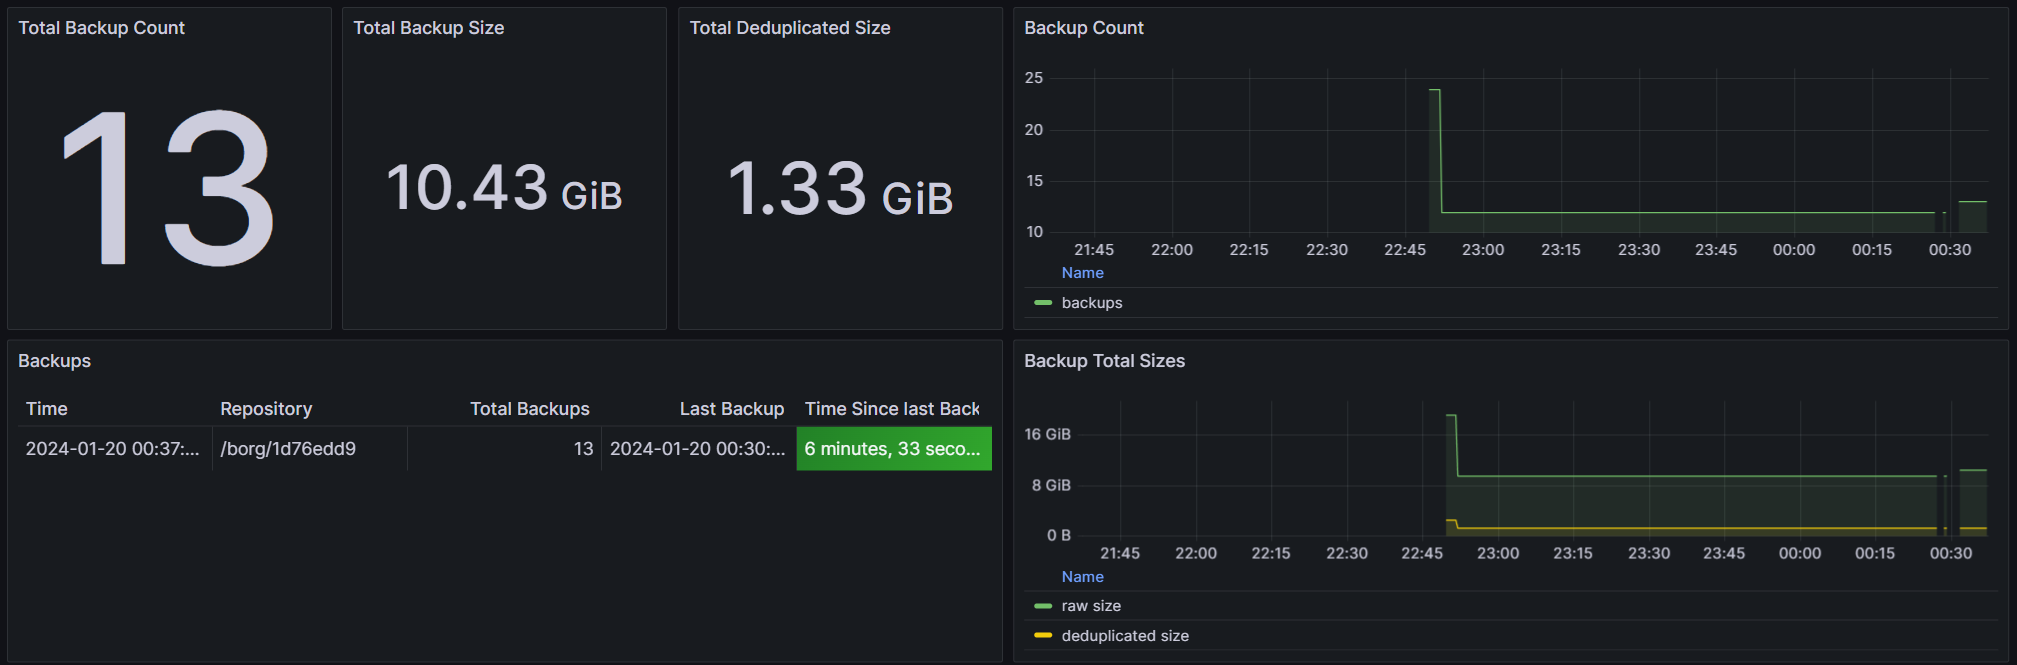 Total Backup Count
13
Total Backup Size
10.43 GiB
Total Deduplicated Size
1.33 GiB
Backup Count
25
20
15
10
21:45 22:00 22:15 22:30 22:45 23:00 23:15 23:30 23:45 00:00 00:15 00:30
Name
backups
Backups
Time Repository Total Backups Last Backup Time Since last Back
2024-01-20 00:37:... /borg/1d76edd9 13 2024-01-20 00:30:... 6 minutes, 33 seco...
Backup Total Sizes
16 GiB
8 GiB
0 B
21:45 22:00 22:15 22:30 22:45 23:00 23:15 23:30 23:45 00:00 00:15 00:30
Name
raw size
deduplicated size